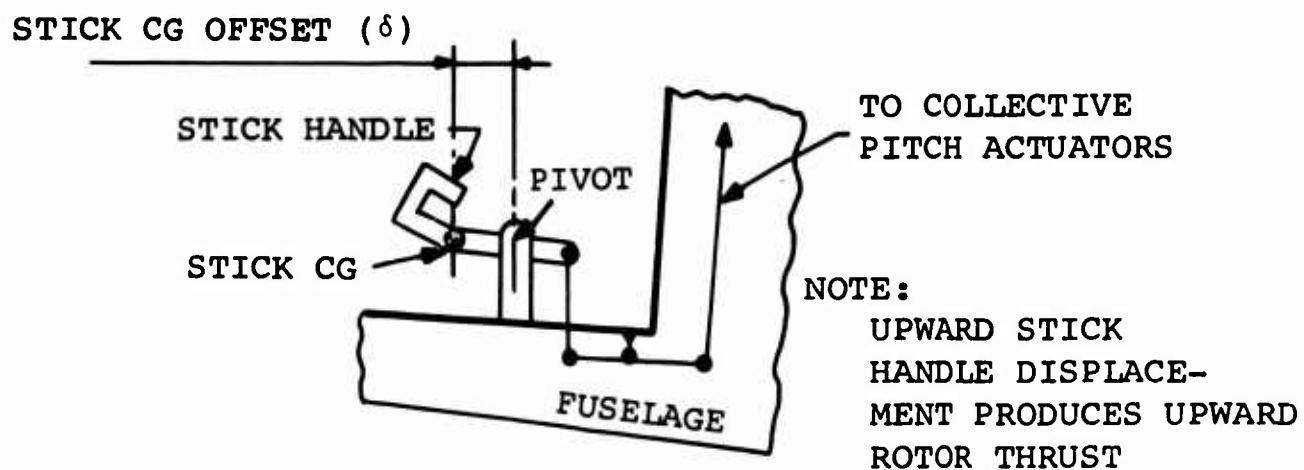 STICK CG OFFSET (δ)
STICK HANDLE
PIVOT
STICK CG
TO COLLECTIVE
PITCH ACTUATORS
NOTE:
UPWARD STICK
HANDLE DISPLACE-
MENT PRODUCES UPWARD
ROTOR THRUST
FUSELAGE